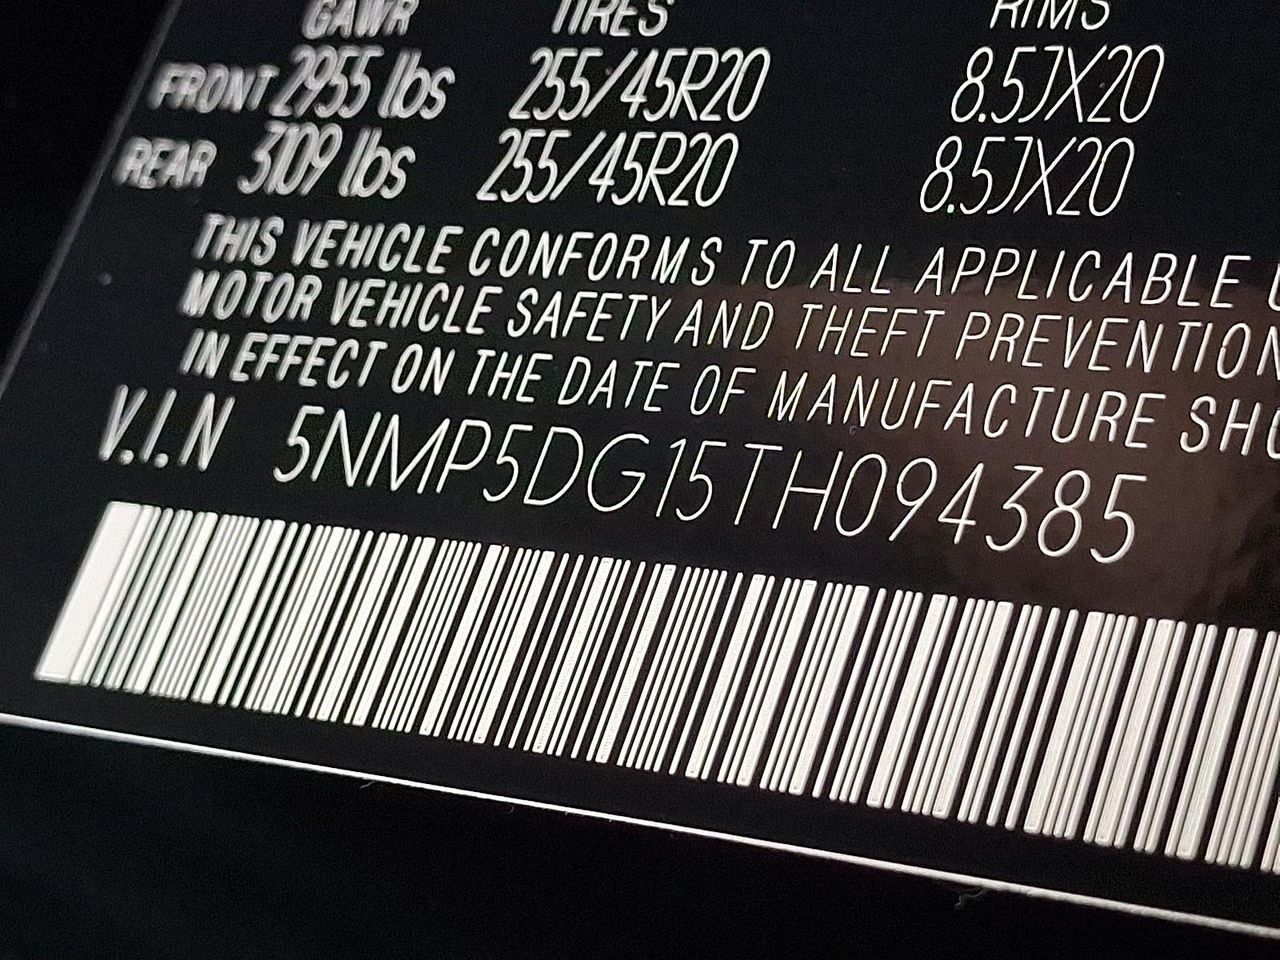 GAWR TIRES RIMS
FRONT 2955 lbs 255/45R20 8.5JX20
REAR 3109 lbs 255/45R20 8.5JX20
THIS VEHICLE CONFORMS TO ALL APPLICABLE
MOTOR VEHICLE SAFETY AND THEFT PREVENTION
IN EFFECT ON THE DATE OF MANUFACTURE SHO
V.I.N 5NMP5DG15TH094385